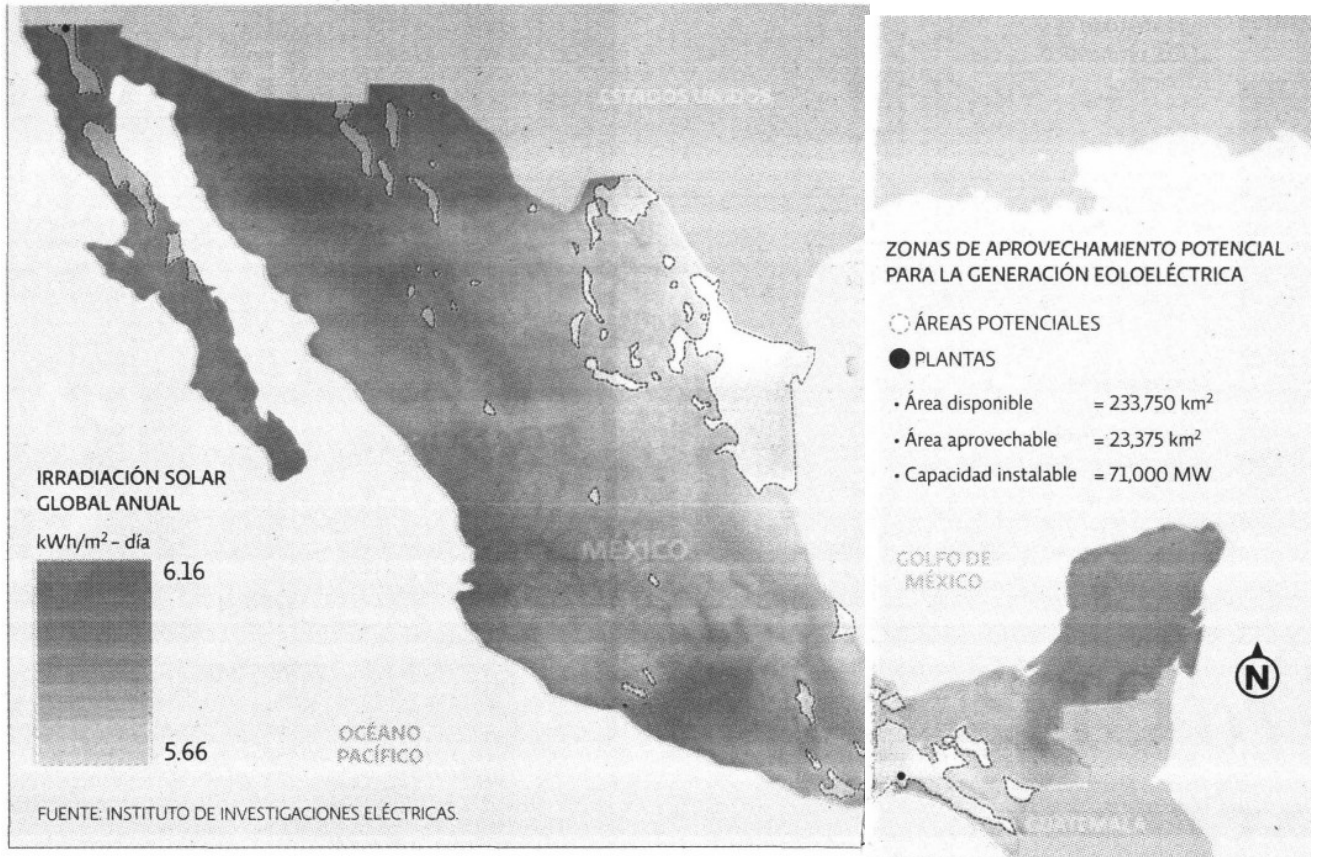 ESTADOS UNIDOS
ZONAS DE APROVECHAMIENTO POTENCIAL
PARA LA GENERACIÓN EOLOELÉCTRICA
ÁREAS POTENCIALES
PLANTAS
• Área disponible = 233,750 km²
• Área aprovechable = 23,375 km²
• Capacidad instalable = 71,000 MW
IRRADIACIÓN SOLAR
GLOBAL ANUAL
kWh/m² – día
6.16
5.66
MÉXICO
GOLFO DE
MÉXICO
N
OCÉANO
PACÍFICO
GUATEMALA
FUENTE: INSTITUTO DE INVESTIGACIONES ELÉCTRICAS.